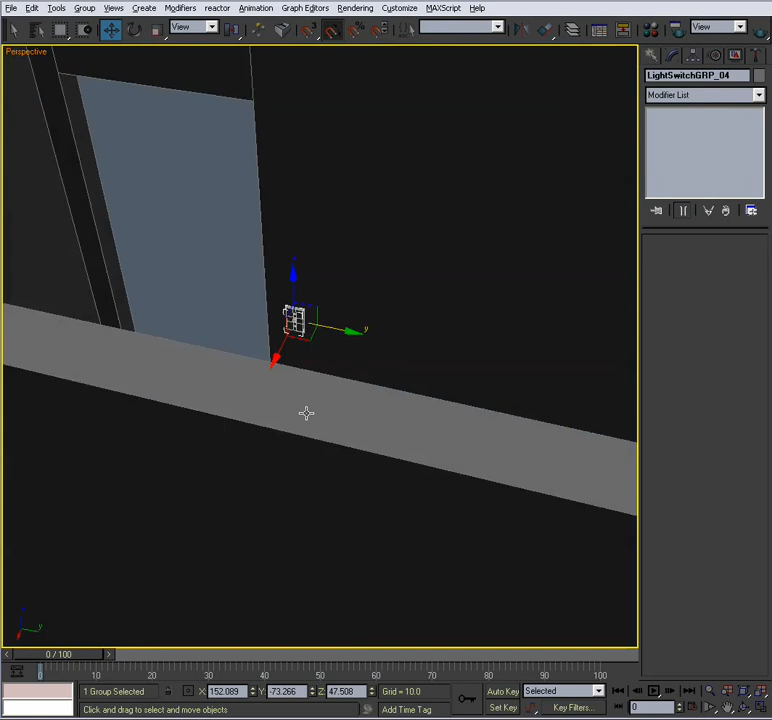 File Edit Tools Group Views Create Modifiers reactor Animation Graph Editors Rendering Customize MAXScript Help
View View
Perspective
LightSwitchGRP_04
Modifier List
y
y
0 / 100
0 10 20 30 40 50 60 70 80 90 100
1 Group Selected X: 152.089 Y: -73.266 Z: 47.508 Grid = 10.0 Auto Key Selected
Click and drag to select and move objects Add Time Tag Set Key Key Filters... 0